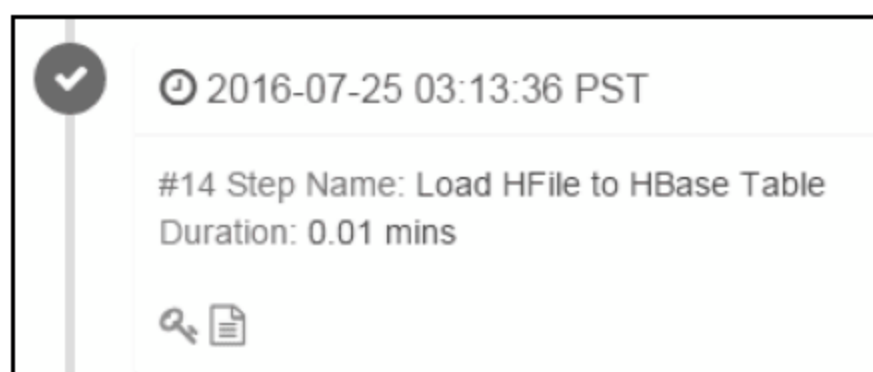 2016-07-25 03:13:36 PST
#14 Step Name: Load HFile to HBase Table
Duration: 0.01 mins